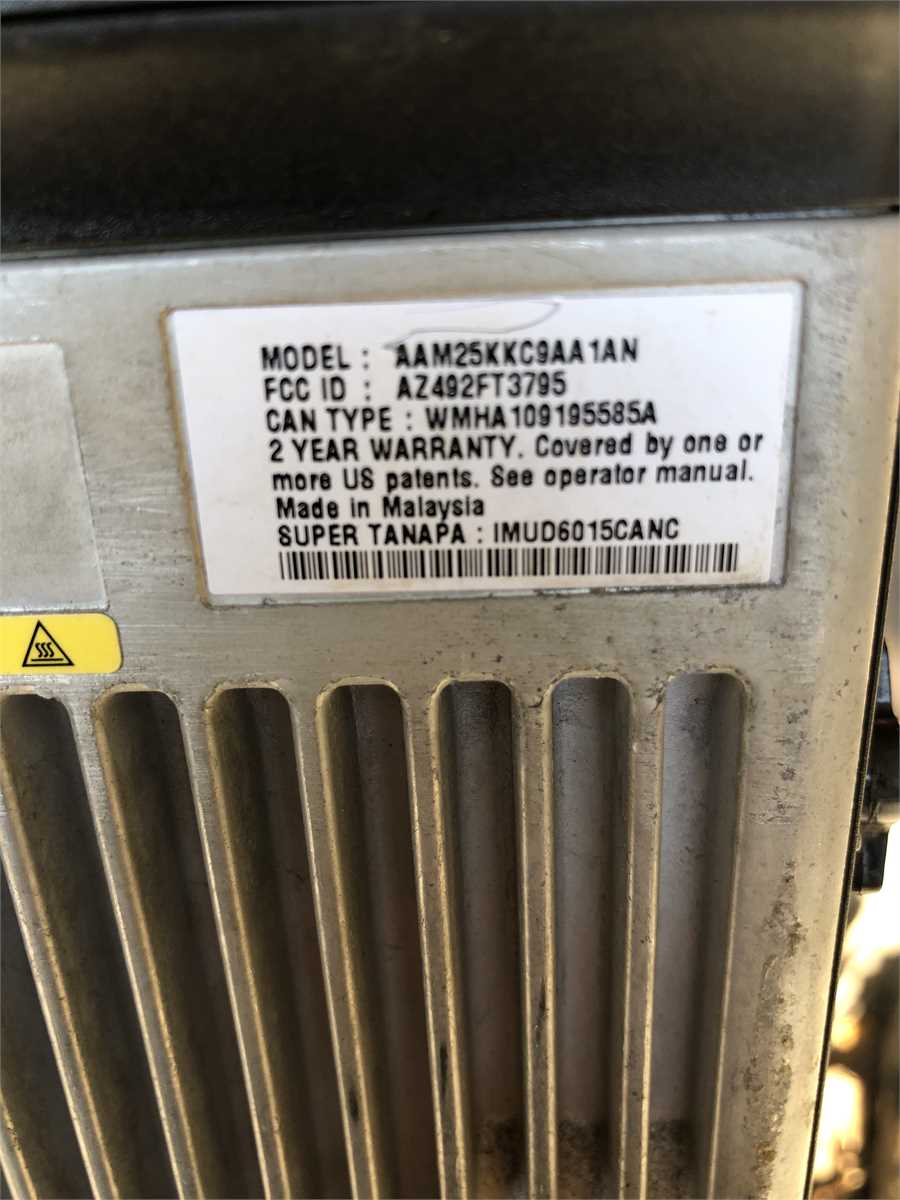 MODEL : AAM25KKC9AA1AN
FCC ID : AZ492FT3795
CAN TYPE : WMHA109195585A
2 YEAR WARRANTY. Covered by one or
more US patents. See operator manual.
Made in Malaysia
SUPER TANAPA : IMUD6015CANC